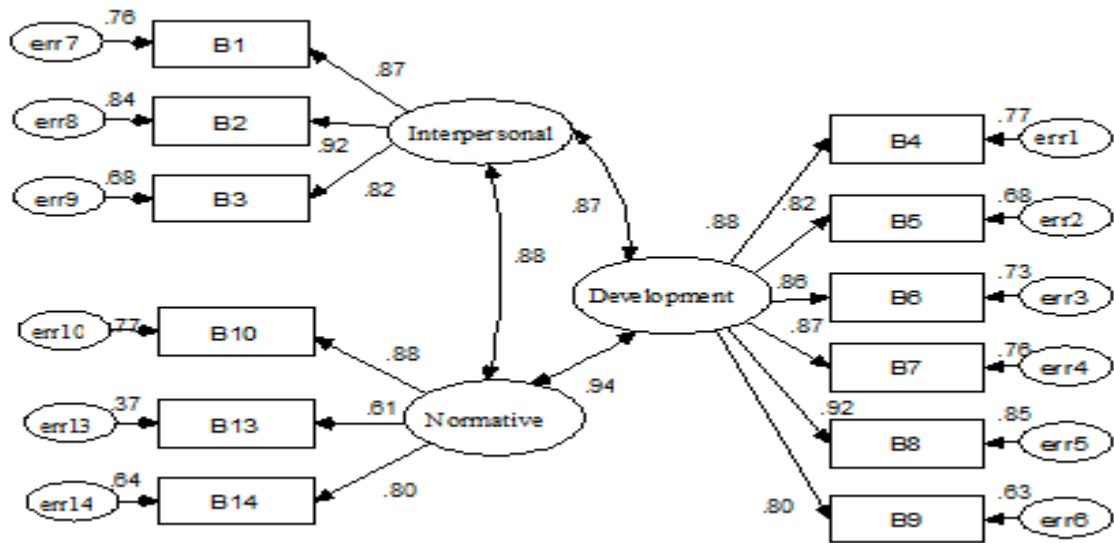 .76
err7
B1
.87
.84
err8
B2
.92
Interpersonal
.68
err9
B3
.82
.77
B4
err1
.88
.82
B5
.68
err2
.87
.88
Development
.86
B6
.73
err3
.87
B7
.76
err4
.92
B8
.85
err5
.80
B9
.63
err6
.94
err10
.77
B10
.88
.37
err13
B13
.61
Normative
.64
err14
B14
.80